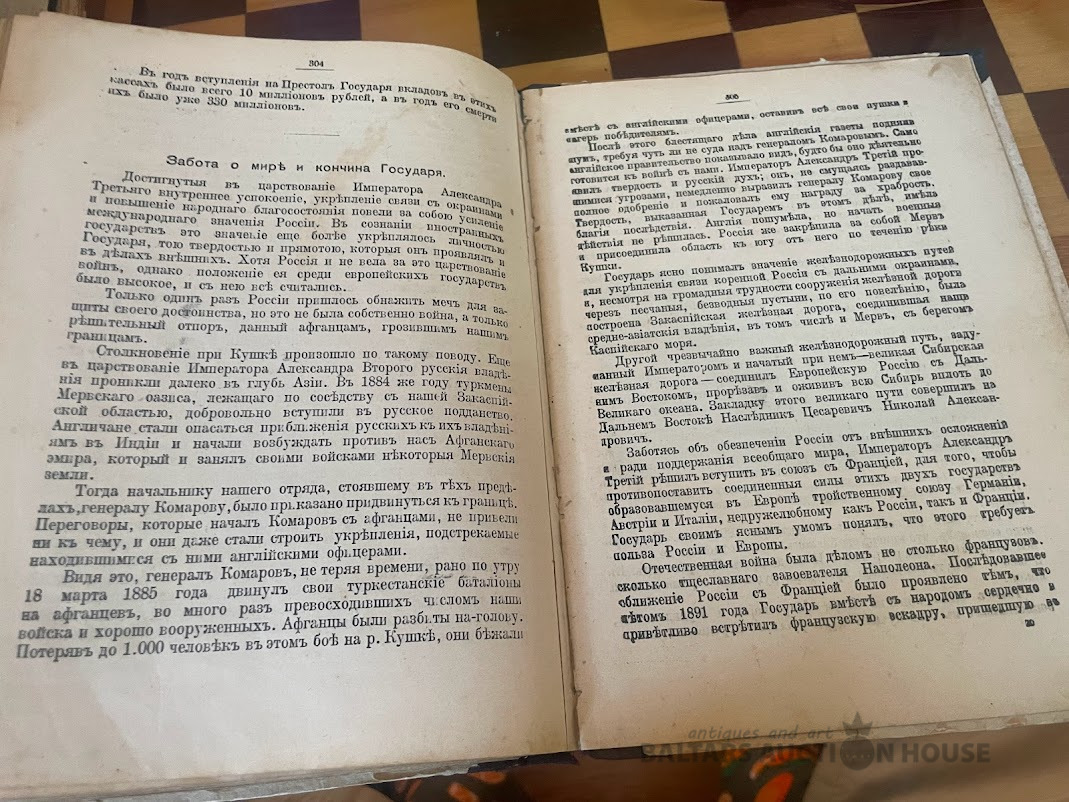 304
Въ годъ вступленія на Престолъ Государя вкладовъ въ этихъ
кассахъ было всего 10 милліоновъ рублей, а въ годъ его смерти
ихъ было уже 330 милліоновъ.
Забота о мирѣ и кончина Государя.
Достигнутыя въ царствованіе Императора Александра
Третьяго внутреннее успокоеніе, укрѣпленіе связи съ окраинами
и повышеніе народнаго благосостоянія повели за собою усиленіе
международнаго значенія Россіи. Въ сознаніи иностранныхъ
государствъ это значеніе еще болѣе укрѣплялось личностью
Государя, тою твердостью и прямотою, которыя онъ проявлялъ
въ дѣлахъ внѣшнихъ. Хотя Россія и не вела за это царствованіе
войнъ, однако положеніе ея среди европейскихъ государствъ
было высокое, и съ нею всѣ считались.
Только одинъ разъ Россіи пришлось обнажить мечъ для за-
щиты своего достоинства, но это не была собственно война, а только
рѣшительный отпоръ, данный афганцамъ, грозившимъ нашимъ
границамъ.
Столкновеніе при Кушкѣ произошло по такому поводу. Еще
въ царствованіе Императора Александра Второго русскія владѣ-
нія проникли далеко въ глубь Азіи. Въ 1884 же году туркмены
Мервскаго оазиса, лежащаго по сосѣдству съ нашей Закаспій-
ской областью, добровольно вступили въ русское подданство.
Англичане стали опасаться приближенія русскихъ къ ихъ владѣні-
ямъ въ Индіи и начали возбуждать противъ насъ Афганскаго
эмира, который и занялъ своими войсками нѣкоторыя Мервскія
земли.
Тогда начальнику нашего отряда, стоявшему въ тѣхъ предѣ-
лахъ, генералу Комарову, было приказано придвинуться къ границѣ.
Переговоры, которые началъ Комаровъ съ афганцами, не привели
ни къ чему, и они даже стали строить укрѣпленія, подстрекаемые
находившимися съ ними англійскими офицерами.
Видя это, генералъ Комаровъ, не теряя времени, рано по утру
18 марта 1885 года двинулъ свои туркестанскіе баталіоны
на афганцевъ, во много разъ превосходившихъ числомъ наши
войска и хорошо вооруженныхъ. Афганцы были разбиты на-голову.
Потерявъ до 1.000 человѣкъ въ этомъ боѣ на р. Кушкѣ, они бѣжали
305
вмѣстѣ съ англійскими офицерами, оставивъ всѣ свои пушки и
лагерь побѣдителямъ.
Послѣ этого блестящаго дѣла англійскія газеты подняли
шумъ, требуя чуть ли не суда надъ генераломъ Комаровымъ. Само
англійское правительство показывало видъ, будто бы оно дѣятельно
готовится къ войнѣ съ нами. Императоръ Александръ Третій про-
явилъ твердость и русскій духъ; онъ, не смущаясь раздавав-
шимися угрозами, немедленно выразилъ генералу Комарову свое
полное одобреніе и пожаловалъ ему награду за храбрость.
Твердость, выказанная Государемъ въ этомъ дѣлѣ, имѣла
благія послѣдствія. Англія пошумѣла, но начать военныя
дѣйствія не рѣшилась. Россія же закрѣпила за собой Мервъ
и присоединила область къ югу отъ него по теченію рѣки
Кушки.
Государь ясно понималъ значеніе желѣзнодорожныхъ путей
для укрѣпленія связи коренной Россіи съ дальними окраинами,
и, несмотря на громадныя трудности сооруженія желѣзной дороги
черезъ песчаныя, безводныя пустыни, по его повелѣнію, была
построена Закаспійская желѣзная дорога, соединившая наши
средне-азіатскія владѣнія, въ томъ числѣ и Мервъ, съ берегомъ
Каспійскаго моря.
Другой чрезвычайно важный желѣзнодорожный путь, заду-
манный Императоромъ и начатый при немъ—великая Сибирская
желѣзная дорога—соединилъ Европейскую Россію съ Даль-
нимъ Востокомъ, прорѣзавъ и ожививъ всю Сибирь вплоть до
Великаго океана. Закладку этого великаго пути совершилъ на
Дальнемъ Востокѣ Наслѣдникъ Цесаревичъ Николай Алексан-
дровичъ.
Заботясь объ обезпеченіи Россіи отъ внѣшнихъ осложненій
и ради поддержанія всеобщаго мира, Императоръ Александръ
Третій рѣшилъ вступить въ союзъ съ Франціей, для того, чтобы
противопоставить соединенныя силы этихъ двухъ государствъ
образовавшемуся въ Европѣ тройственному союзу Германіи,
Австріи и Италіи, недружелюбному какъ Россіи, такъ и Франціи.
Государь своимъ яснымъ умомъ понялъ, что этого требуетъ
польза Россіи и Европы.
Отечественная война была дѣломъ не столько французовъ,
сколько тщеславнаго завоевателя Наполеона. Послѣдовавшее
сближеніе Россіи съ Франціей было проявлено тѣмъ, что
лѣтомъ 1891 года Государь вмѣстѣ съ народомъ сердечно и
привѣтливо встрѣтилъ французскую эскадру, пришедшую въ
20
antiques and art
BALTARS AUCTION HOUSE